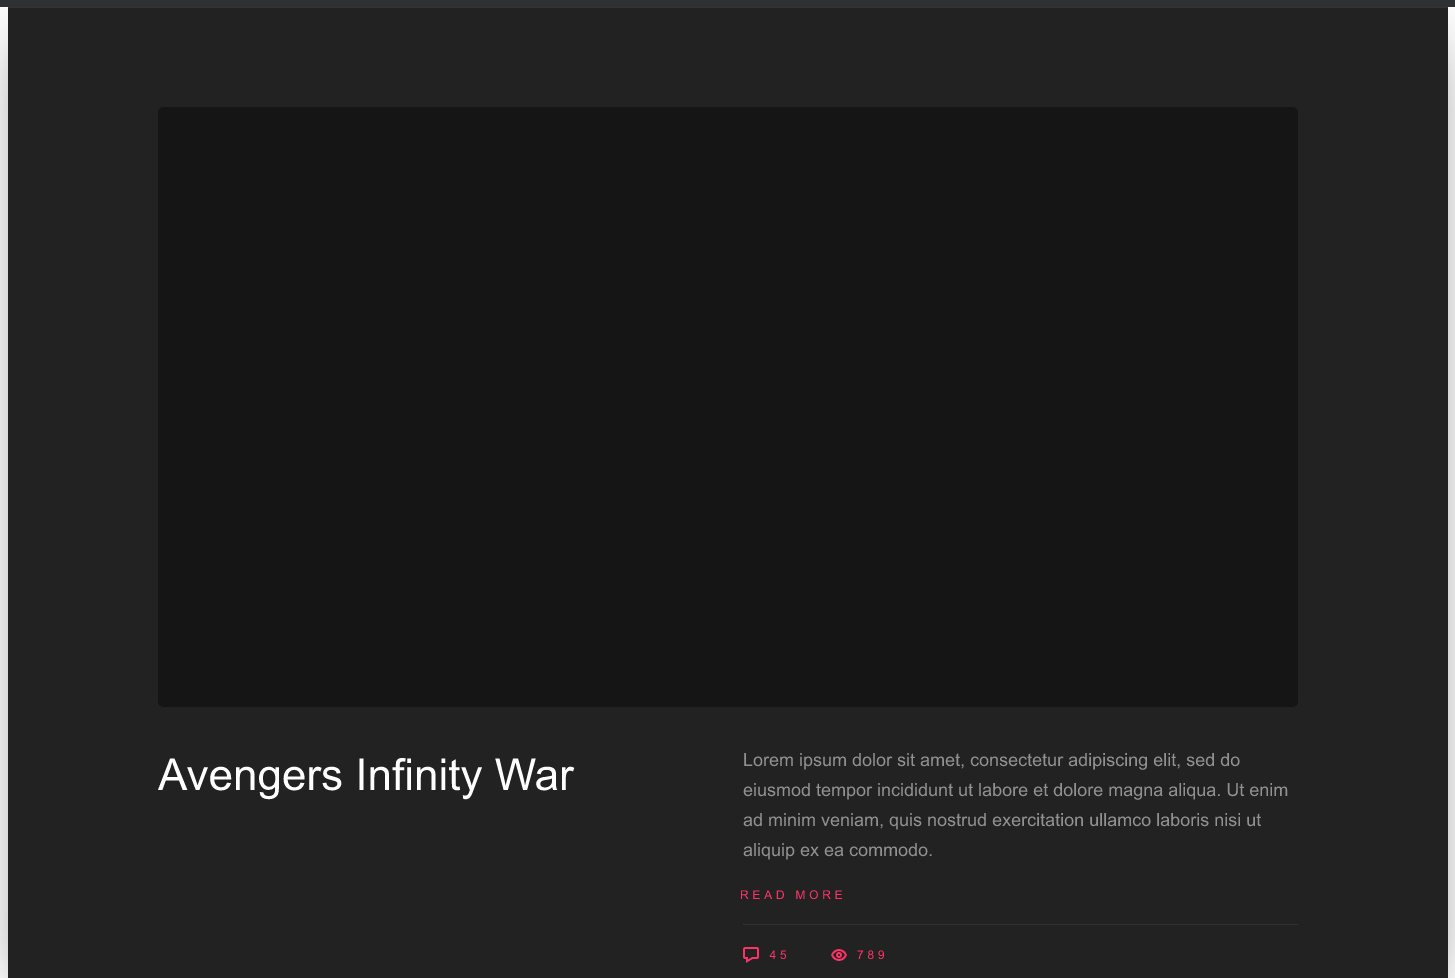 Avengers Infinity War
Lorem ipsum dolor sit amet, consectetur adipiscing elit, sed do
eiusmod tempor incididunt ut labore et dolore magna aliqua. Ut enim
ad minim veniam, quis nostrud exercitation ullamco laboris nisi ut
aliquip ex ea commodo.
READ MORE
45 789